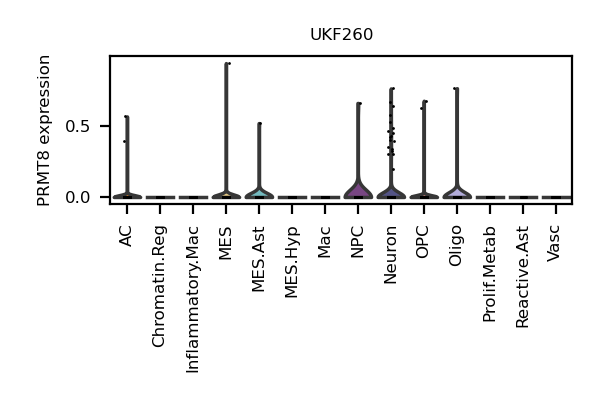 UKF260
PRMT8 expression
0.5
0.0
AC
Chromatin.Reg
Inflammatory.Mac
MES
MES.Ast
MES.Hyp
Mac
NPC
Neuron
OPC
Oligo
Prolif.Metab
Reactive.Ast
Vasc